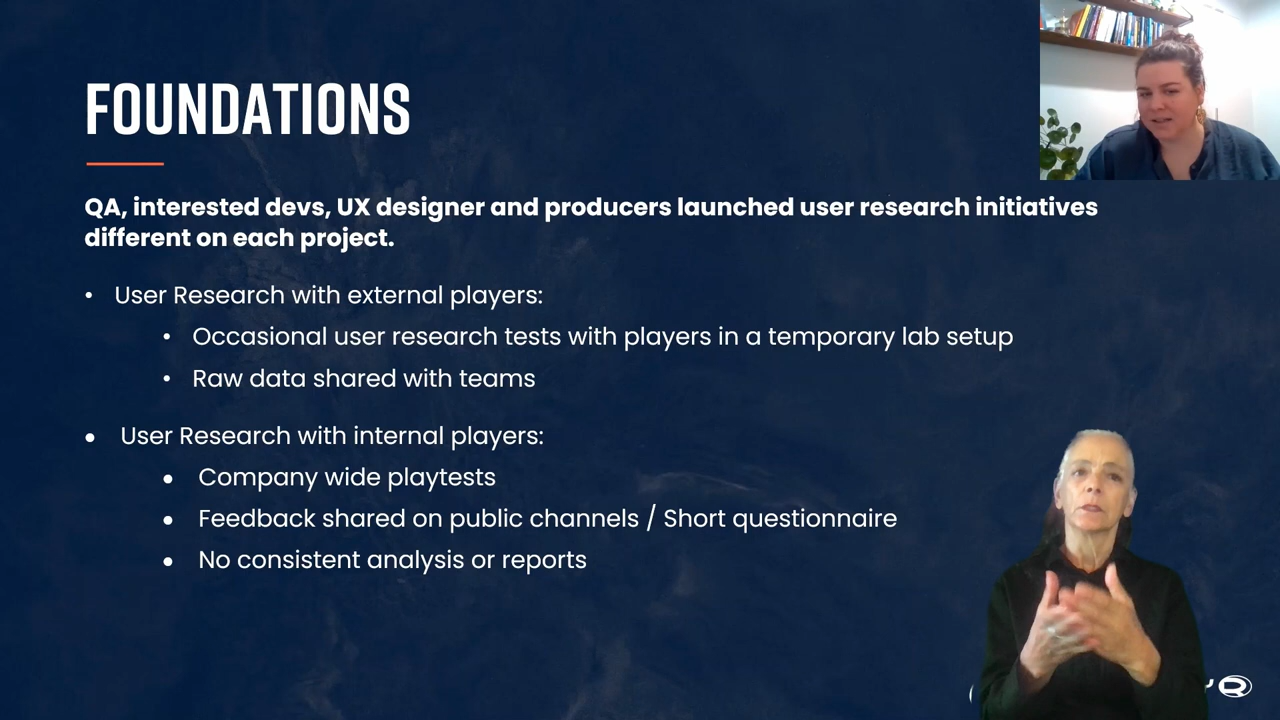 FOUNDATIONS
QA, interested devs, UX designer and producers launched user research initiatives
different on each project.
• User Research with external players:
• Occasional user research tests with players in a temporary lab setup
• Raw data shared with teams
• User Research with internal players:
• Company wide playtests
• Feedback shared on public channels / Short questionnaire
• No consistent analysis or reports